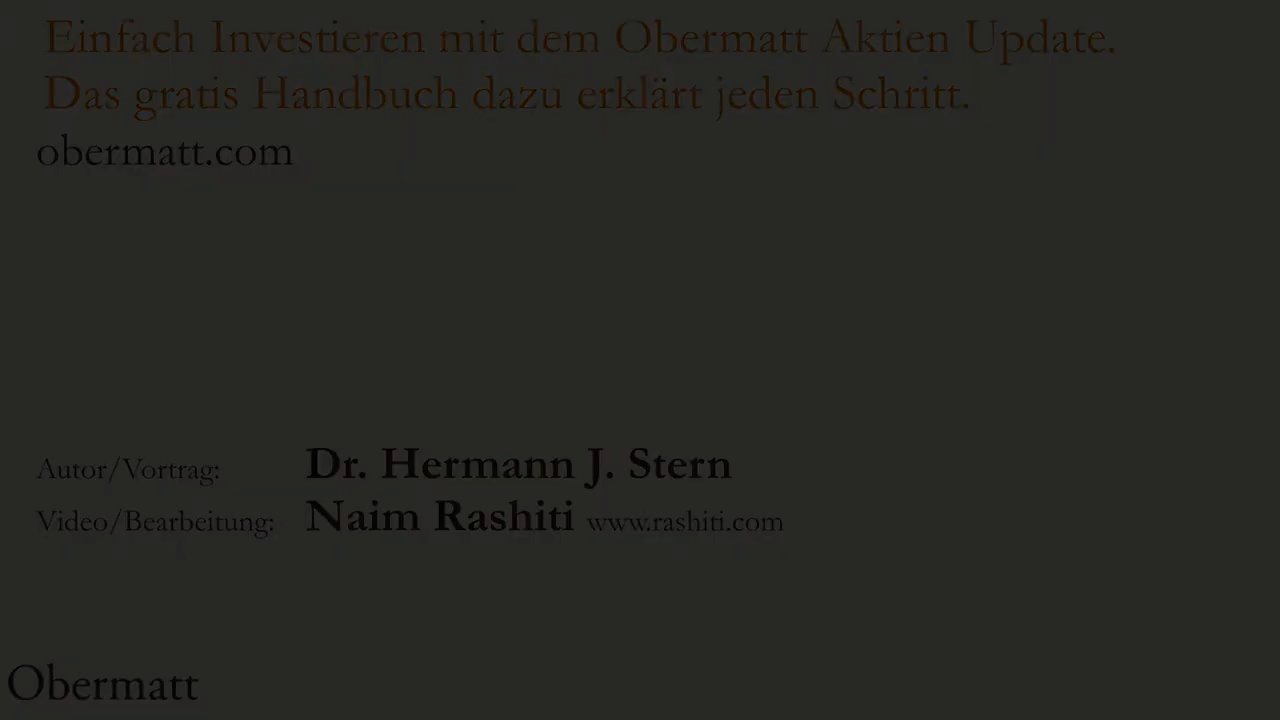 Einfach Investieren mit dem Obermatt Aktien Update.
Das gratis Handbuch dazu erklärt jeden Schritt.
obermatt.com
Autor/Vortrag: Dr. Hermann J. Stern
Video/Bearbeitung: Naim Rashiti www.rashiti.com
Obermatt